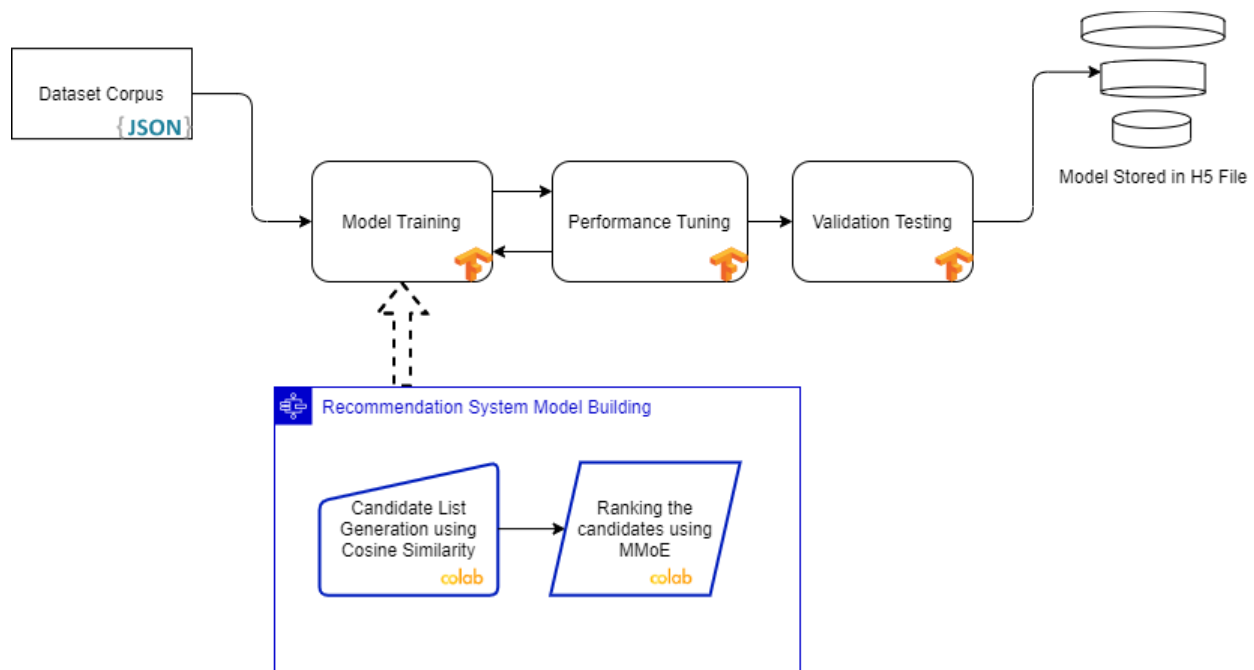 Dataset Corpus
{JSON}
Model Training
Performance Tuning
Validation Testing
Model Stored in H5 File
Recommendation System Model Building
Candidate List
Generation using
Cosine Similarity
colab
Ranking the
candidates using
MMoE
colab